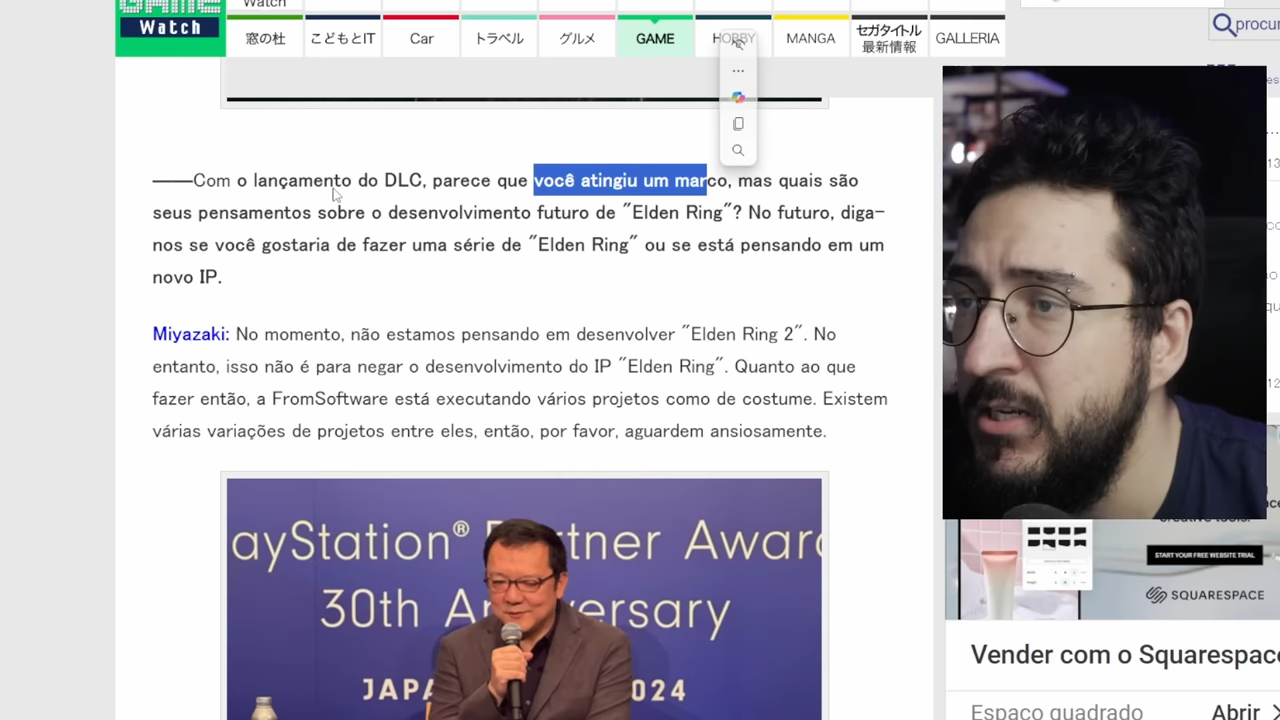 Watch
Watch
窓の杜
こどもとIT
Car
トラベル
グルメ
GAME
HOBBY
MANGA
セガタイトル
最新情報
GALLERIA
procu
——Com o lançamento do DLC, parece que você atingiu um marco, mas quais são
seus pensamentos sobre o desenvolvimento futuro de "Elden Ring"? No futuro, diga-
nos se você gostaria de fazer uma série de "Elden Ring" ou se está pensando em um
novo IP.
Miyazaki: No momento, não estamos pensando em desenvolver "Elden Ring 2". No
entanto, isso não é para negar o desenvolvimento do IP "Elden Ring". Quanto ao que
fazer então, a FromSoftware está executando vários projetos como de costume. Existem
várias variações de projetos entre eles, então, por favor, aguardem ansiosamente.
ayStation® Partner Awar
30th Anniversary
JAPA 024
START YOUR FREE WEBSITE TRIAL
SQUARESPACE
Vender com o Squarespac
Espaço quadrado
Abrir